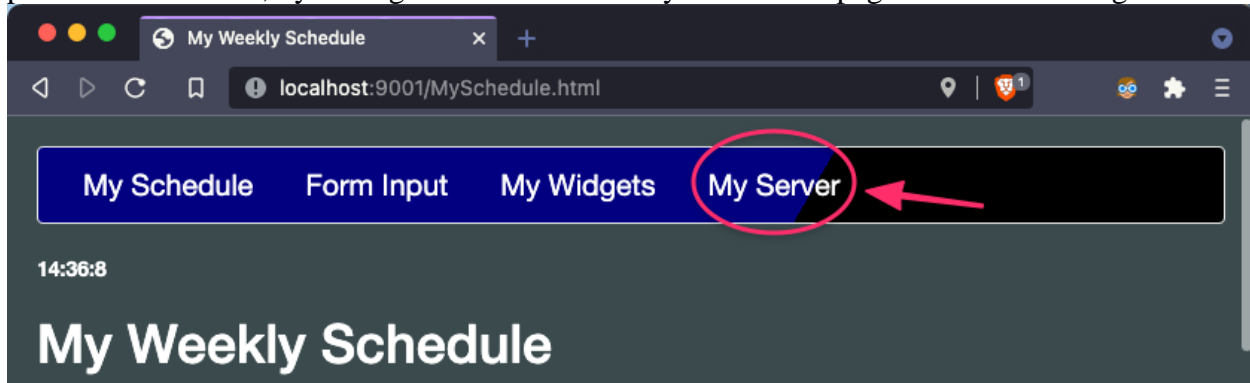 My Weekly Schedule
localhost:9001/MySchedule.html
1
My Schedule Form Input My Widgets My Server
14:36:8
My Weekly Schedule